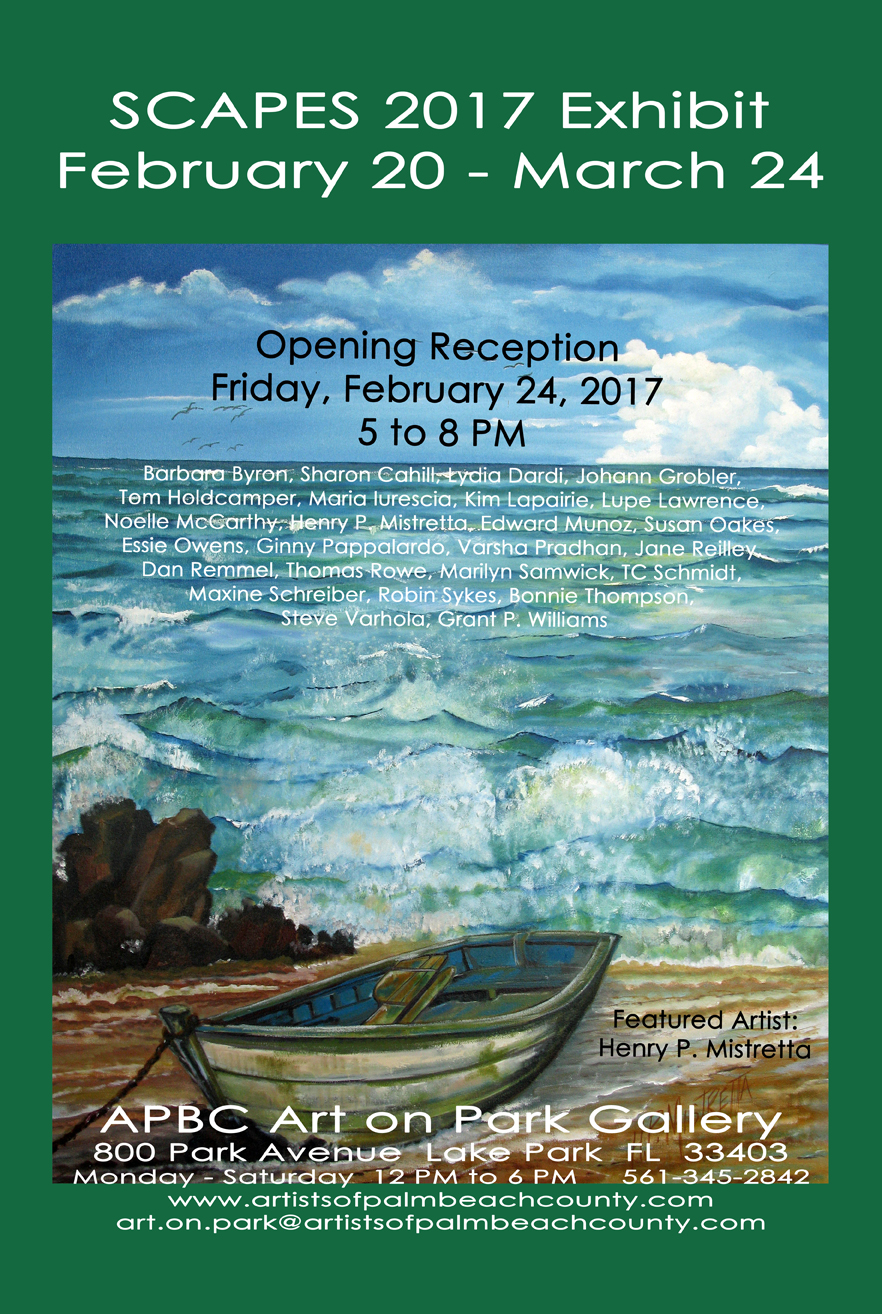 SCAPES 2017 Exhibit
February 20 - March 24
Opening Reception
Friday, February 24, 2017
5 to 8 PM
Barbara Byron, Sharon Cahill, Lydia Dardi, Johann Grobler,
Tom Holdcamper, Maria Iurescia, Kim Lapairie, Lupe Lawrence,
Noelle McCarthy, Henry P. Mistretta, Edward Munoz, Susan Oakes,
Essie Owens, Ginny Pappalardo, Varsha Pradhan, Jane Reilley,
Dan Remmel, Thomas Rowe, Marilyn Samwick, TC Schmidt,
Maxine Schreiber, Robin Sykes, Bonnie Thompson,
Steve Varhola, Grant P. Williams
Featured Artist:
Henry P. Mistretta
APBC Art on Park Gallery
800 Park Avenue Lake Park FL 33403
Monday - Saturday 12 PM to 6 PM 561-345-2842
www.artistsofpalmbeachcounty.com
art.on.park@artistsofpalmbeachcounty.com